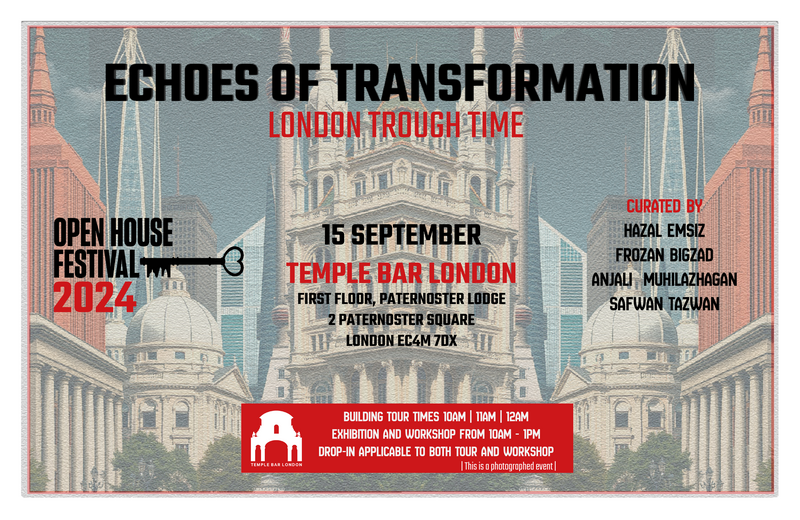 ECHOES OF TRANSFORMATION
LONDON TROUGH TIME
OPEN HOUSE
FESTIVAL
2024
15 SEPTEMBER
TEMPLE BAR LONDON
FIRST FLOOR, PATERNOSTER LODGE
2 PATERNOSTER SQUARE
LONDON EC4M 7DX
CURATED BY
HAZAL EMSIZ
FROZAN BIGZAD
ANJALI MUHILAZHAGAN
SAFWAN TAZWAN
TEMPLE BAR LONDON
BUILDING TOUR TIMES 10AM | 11AM | 12AM
EXHIBITION AND WORKSHOP FROM 10AM - 1PM
DROP-IN APPLICABLE TO BOTH TOUR AND WORKSHOP
| This is a photographed event |